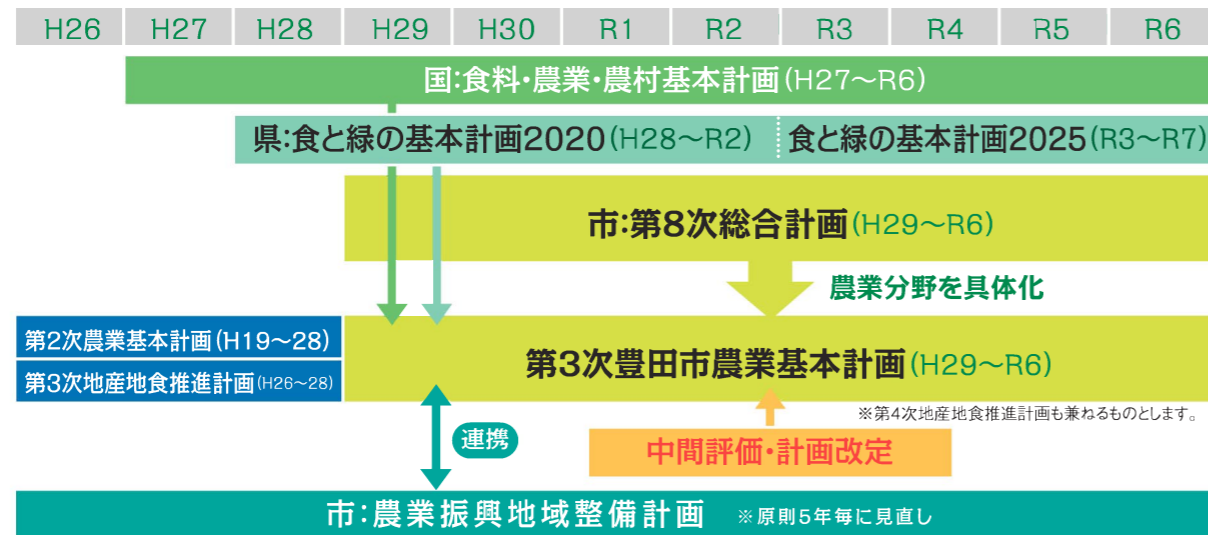 H26 H27 H28 H29 H30 R1 R2 R3 R4 R5 R6
国:食料・農業・農村基本計画(H27〜R6)
県:食と緑の基本計画2020(H28〜R2) 食と緑の基本計画2025(R3〜R7)
市:第8次総合計画(H29〜R6)
農業分野を具体化
第2次農業基本計画(H19〜28)
第3次地産地食推進計画(H26〜28)
第3次豊田市農業基本計画(H29〜R6)
※第4次地産地食推進計画も兼ねるものとします。
連携
中間評価・計画改定
市:農業振興地域整備計画 ※原則5年毎に見直し